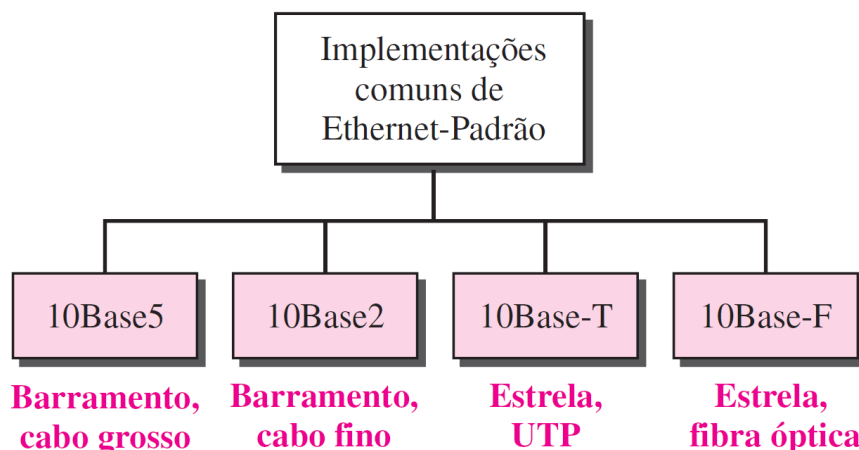 Implementações
comuns de
Ethernet-Padrão
10Base5
10Base2
10Base-T
10Base-F
Barramento,
cabo grosso
Barramento,
cabo fino
Estrela,
UTP
Estrela,
fibra óptica